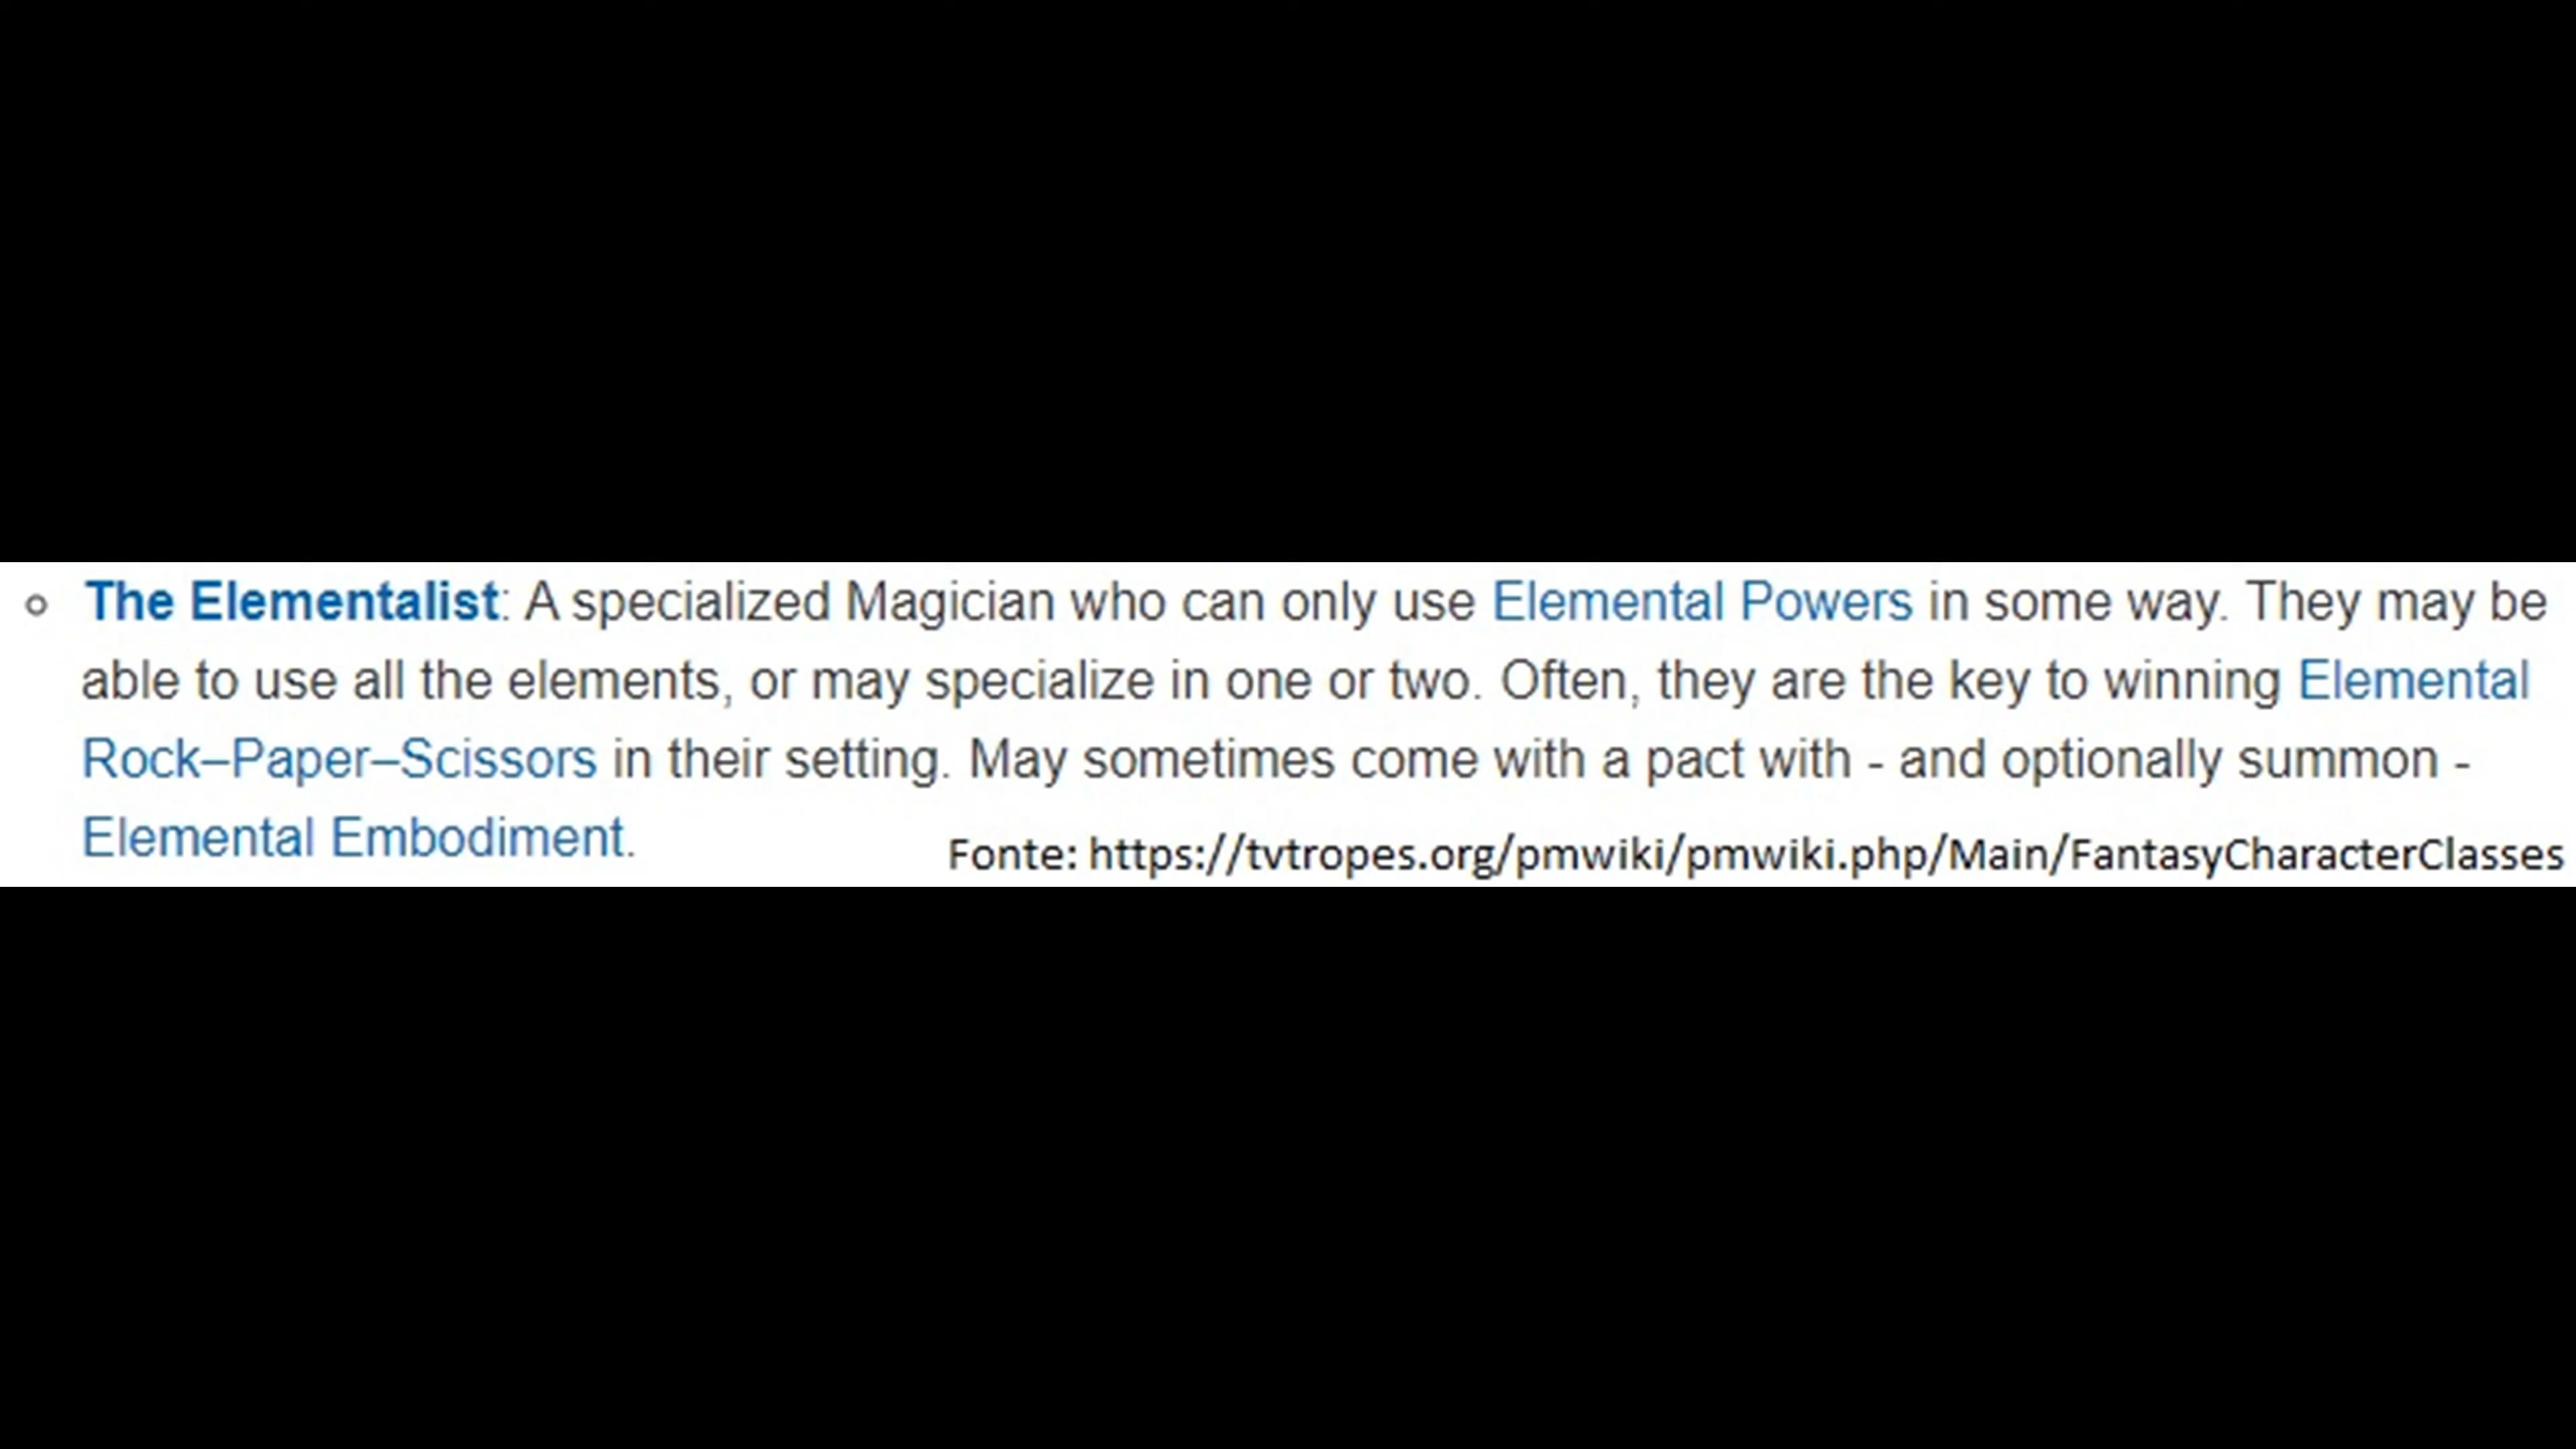 The Elementalist: A specialized Magician who can only use Elemental Powers in some way. They may be
able to use all the elements, or may specialize in one or two. Often, they are the key to winning Elemental
Rock–Paper–Scissors in their setting. May sometimes come with a pact with - and optionally summon -
Elemental Embodiment.
Fonte: https://tvtropes.org/pmwiki/pmwiki.php/Main/FantasyCharacterClasses